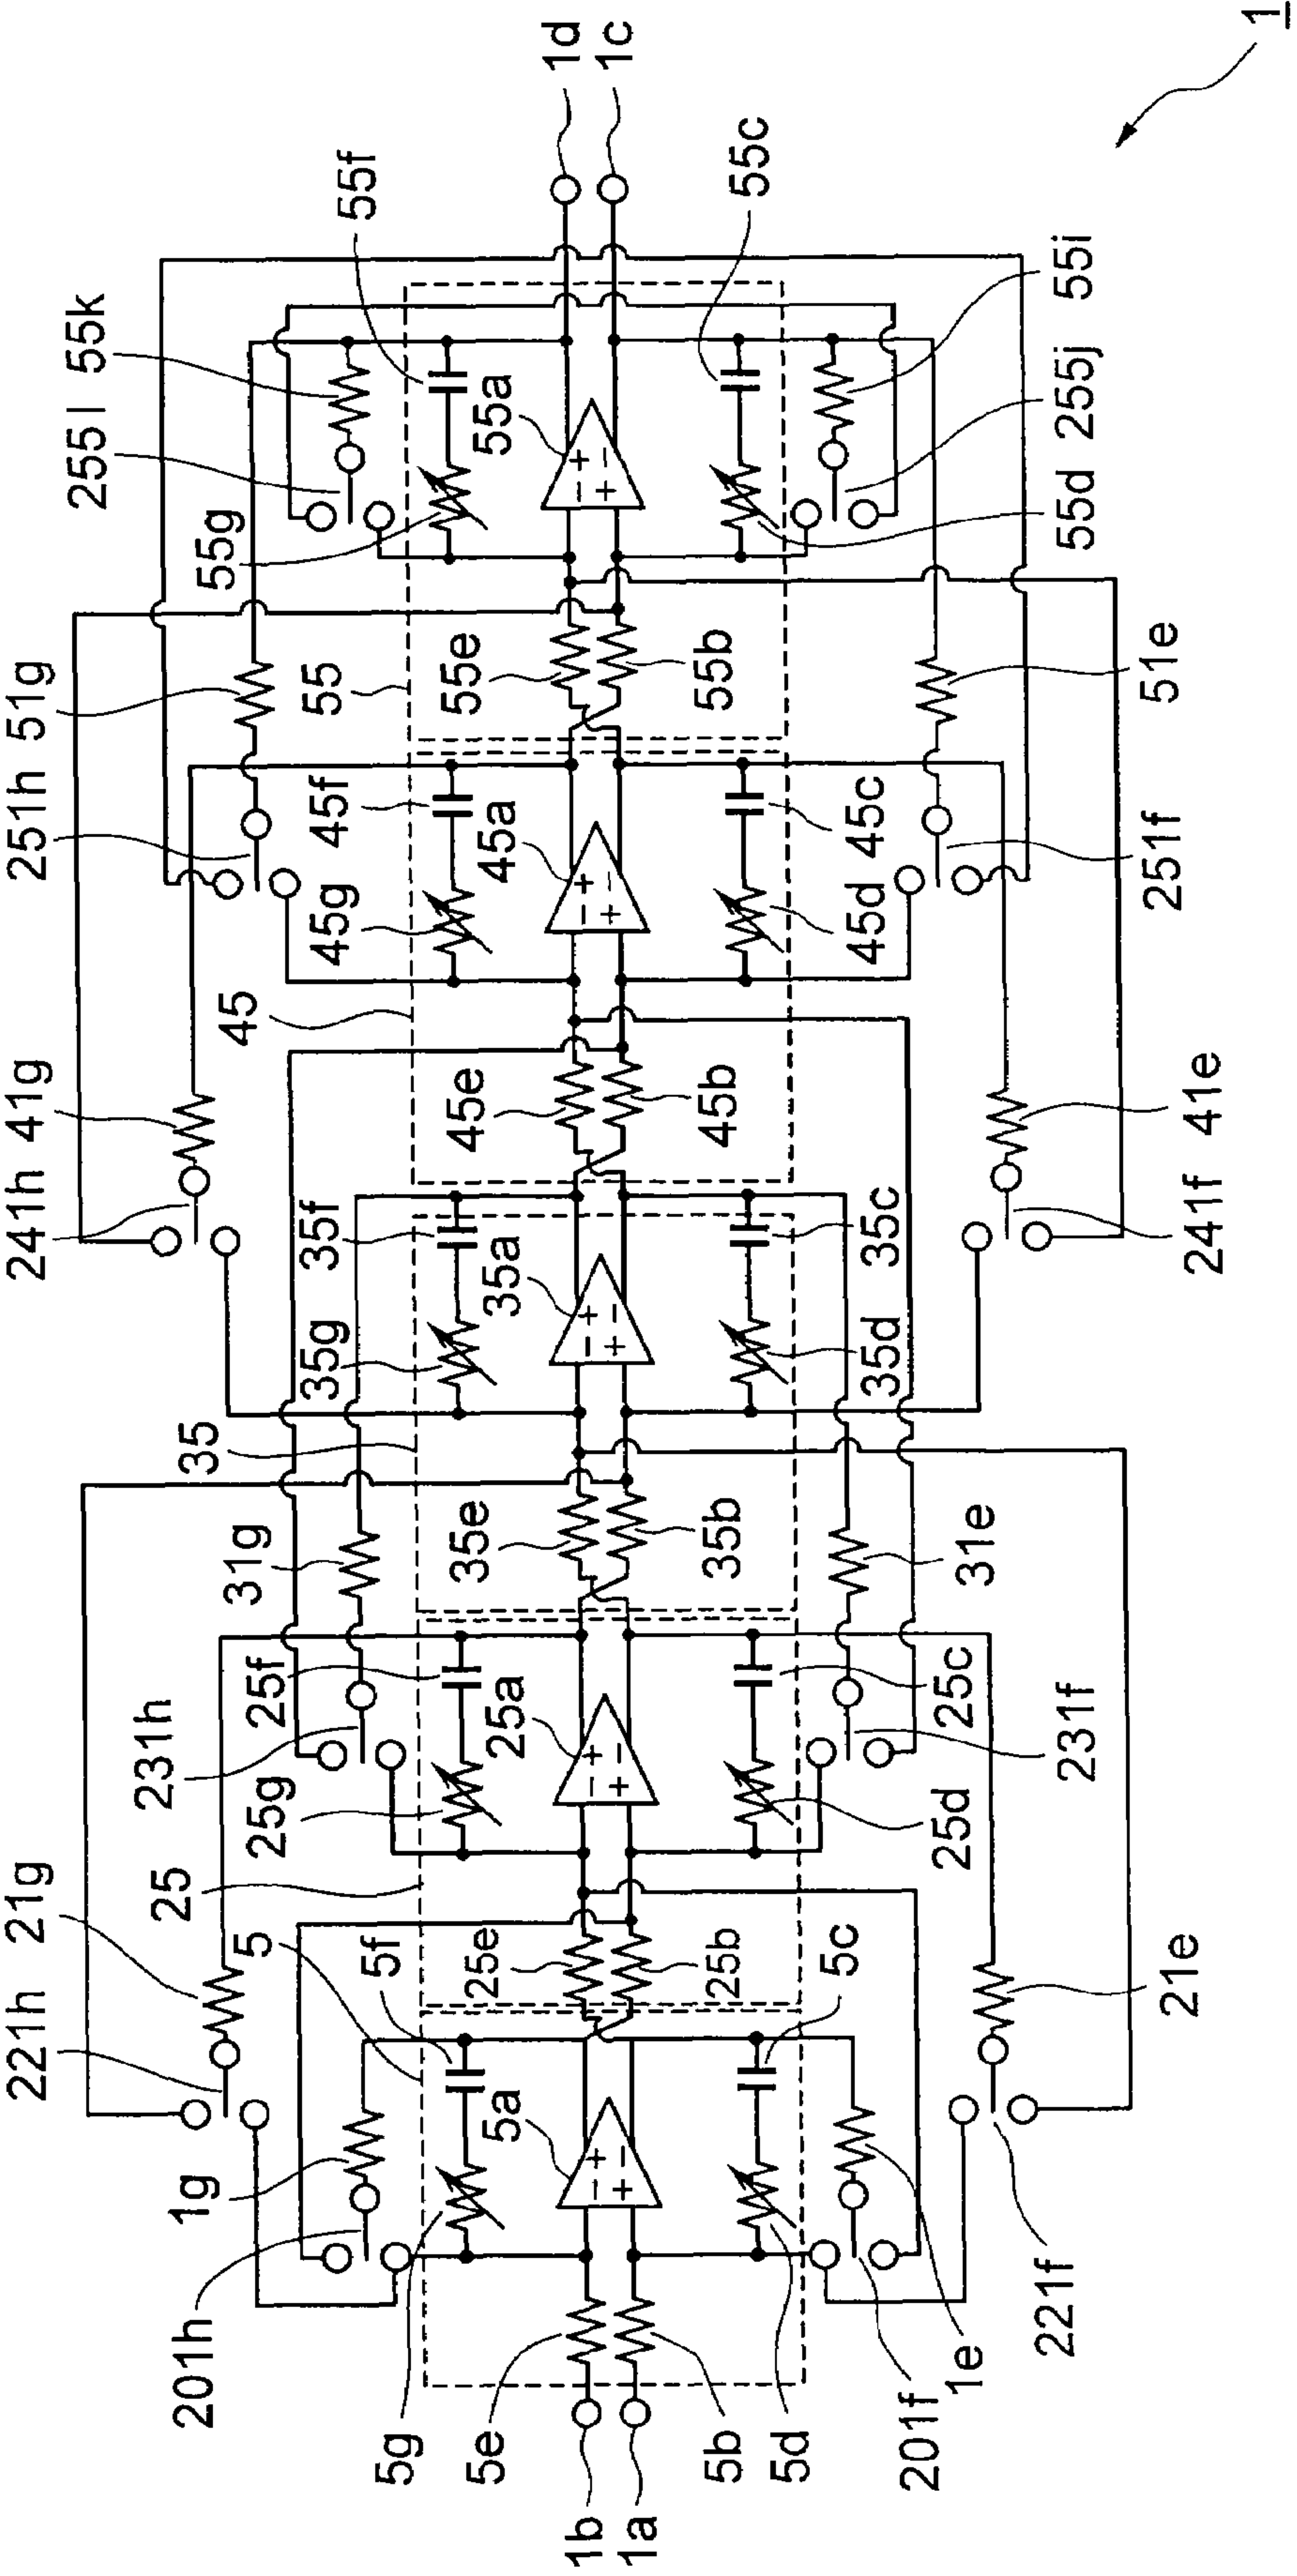 1
1d
1c
55f
55c
255l 55k
55a
55i
255j
55g
55d
251h 51g
55
55e
55b
51e
45f
45a
45c
251f
45g
45d
45
241h 41g
45e
45b
41e
35f
35a
35c
241f
35g
35d
35
31g
35e
35b
31e
231h
25f
25a
25c
231f
25g
25d
25
221h 21g
5
5f
25e
25b
5c
21e
1g
5a
201h
221f
1e
201f
5g
5e
5b
5d
1b
1a
+
−
−
+
+
−
−
+
+
−
−
+
+
−
−
+
+
−
−
+